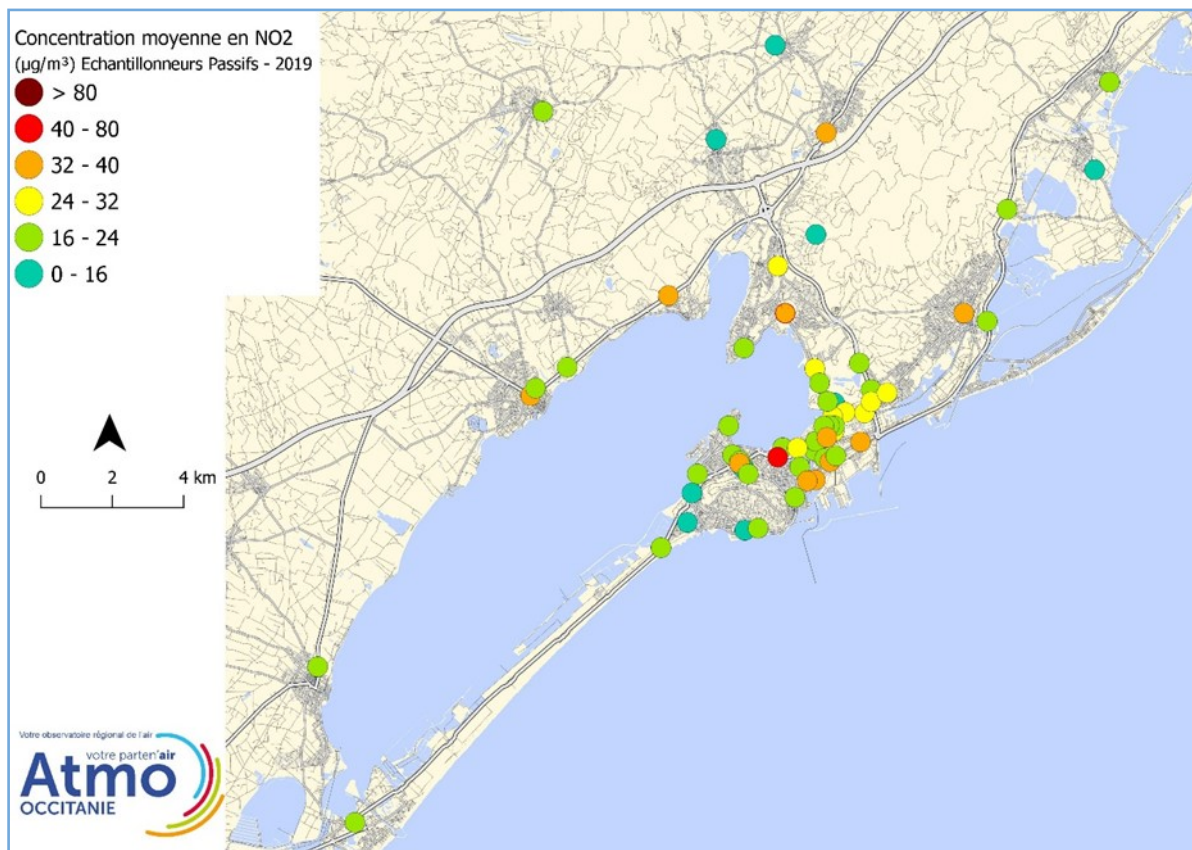 Concentration moyenne en NO2
(µg/m³) Echantillonneurs Passifs - 2019
> 80
40 - 80
32 - 40
24 - 32
16 - 24
0 - 16
0 2 4 km
Votre observatoire régional de l'air
votre parten'air
Atmo
OCCITANIE